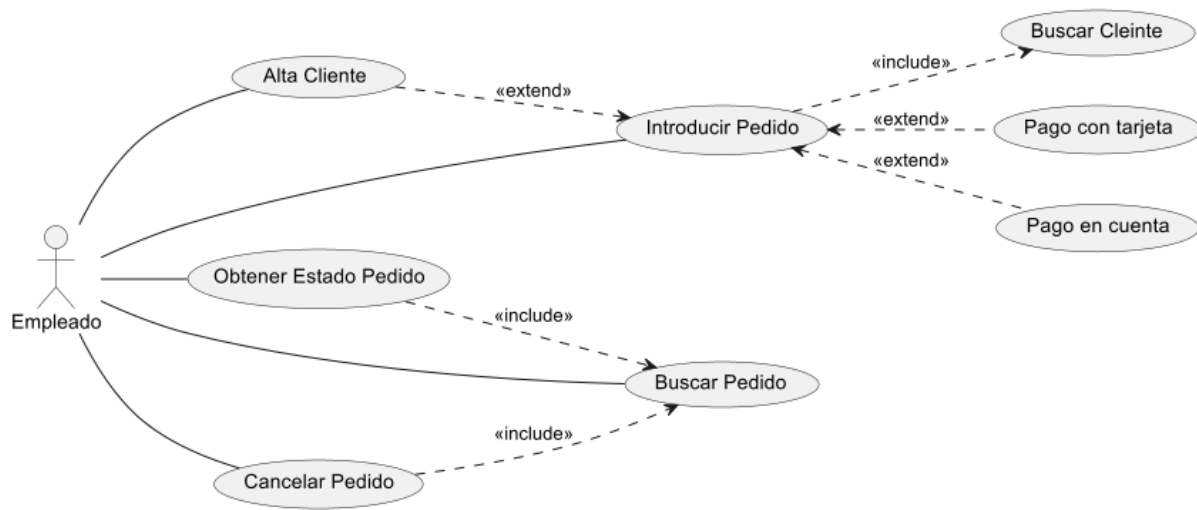 Buscar Cleinte
«include»
Alta Cliente
«extend»
Introducir Pedido
«extend»
Pago con tarjeta
«extend»
Pago en cuenta
Obtener Estado Pedido
Empleado
«include»
Buscar Pedido
«include»
Cancelar Pedido